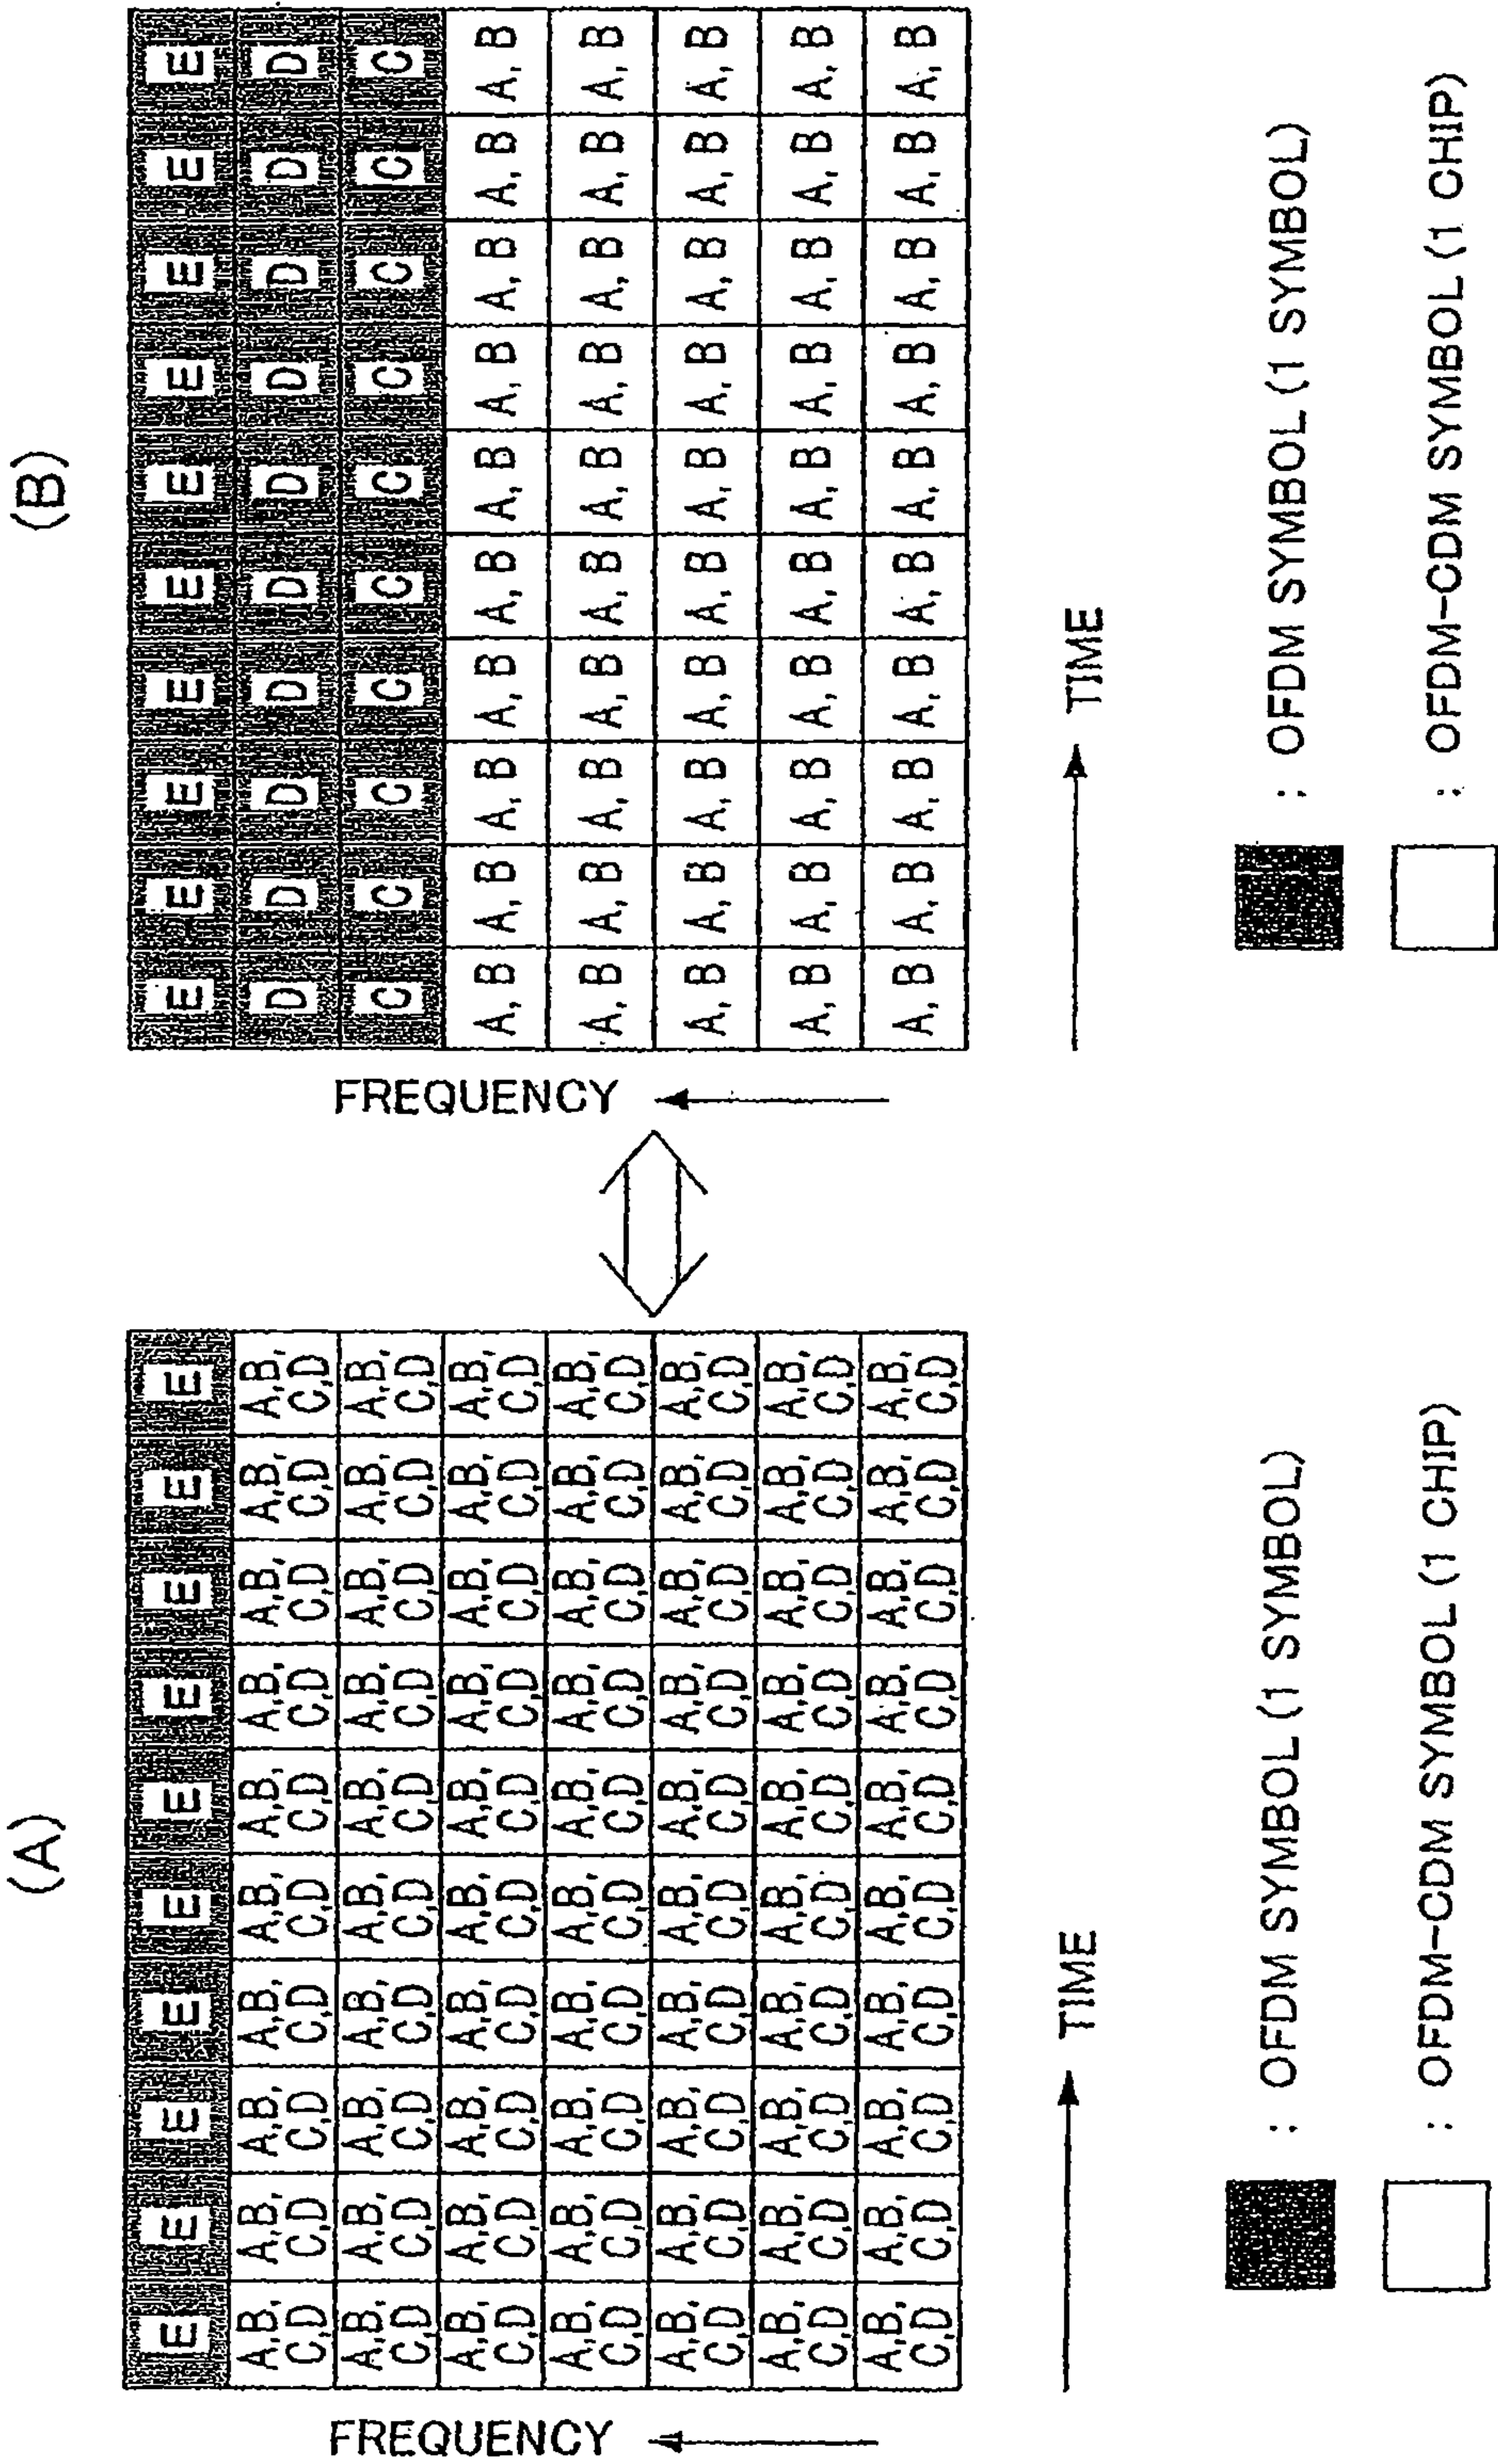 (A)
E E E E E E E E E E
A,B, A,B, A,B, A,B, A,B, A,B, A,B, A,B, A,B, A,B,
C,D C,D C,D C,D C,D C,D C,D C,D C,D C,D
A,B, A,B, A,B, A,B, A,B, A,B, A,B, A,B, A,B, A,B,
C,D C,D C,D C,D C,D C,D C,D C,D C,D C,D
A,B, A,B, A,B, A,B, A,B, A,B, A,B, A,B, A,B, A,B,
C,D C,D C,D C,D C,D C,D C,D C,D C,D C,D
A,B, A,B, A,B, A,B, A,B, A,B, A,B, A,B, A,B, A,B,
C,D C,D C,D C,D C,D C,D C,D C,D C,D C,D
A,B, A,B, A,B, A,B, A,B, A,B, A,B, A,B, A,B, A,B,
C,D C,D C,D C,D C,D C,D C,D C,D C,D C,D
A,B, A,B, A,B, A,B, A,B, A,B, A,B, A,B, A,B, A,B,
C,D C,D C,D C,D C,D C,D C,D C,D C,D C,D
A,B, A,B, A,B, A,B, A,B, A,B, A,B, A,B, A,B, A,B,
C,D C,D C,D C,D C,D C,D C,D C,D C,D C,D
FREQUENCY
TIME
: OFDM SYMBOL (1 SYMBOL)
: OFDM-CDM SYMBOL (1 CHIP)
(B)
E E E E E E E E E E
D D D D D D D D D D
C C C C C C C C C C
A, B A, B A, B A, B A, B A, B A, B A, B A, B A, B
A, B A, B A, B A, B A, B A, B A, B A, B A, B A, B
A, B A, B A, B A, B A, B A, B A, B A, B A, B A, B
A, B A, B A, B A, B A, B A, B A, B A, B A, B A, B
A, B A, B A, B A, B A, B A, B A, B A, B A, B A, B
FREQUENCY
TIME
: OFDM SYMBOL (1 SYMBOL)
: OFDM-CDM SYMBOL (1 CHIP)